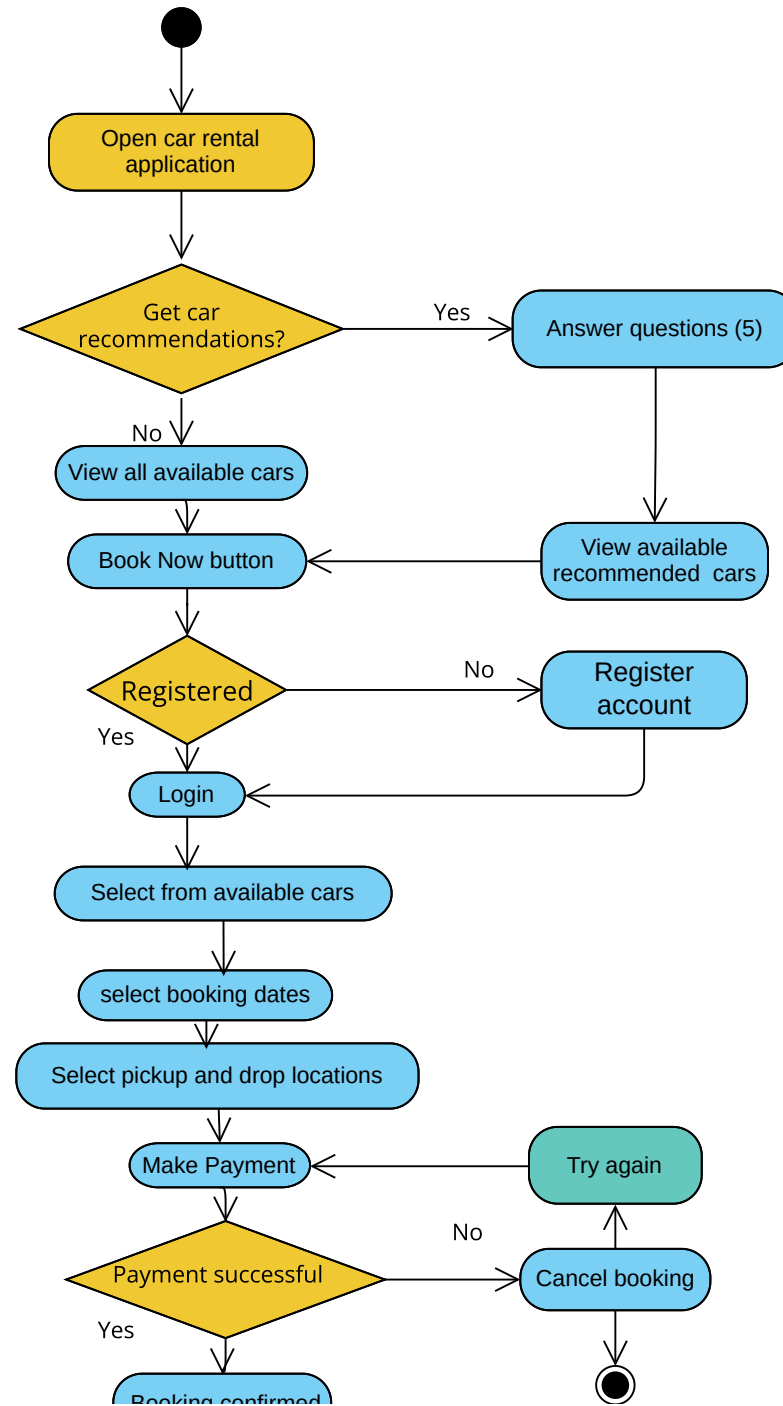 Open car rental
application
Get car
recommendations?
Yes
Answer questions (5)
No
View all available cars
Book Now button
View available
recommended cars
Registered
No
Register
account
Yes
Login
Select from available cars
select booking dates
Select pickup and drop locations
Make Payment
Try again
Payment successful
No
Cancel booking
Yes
Booking confirmed